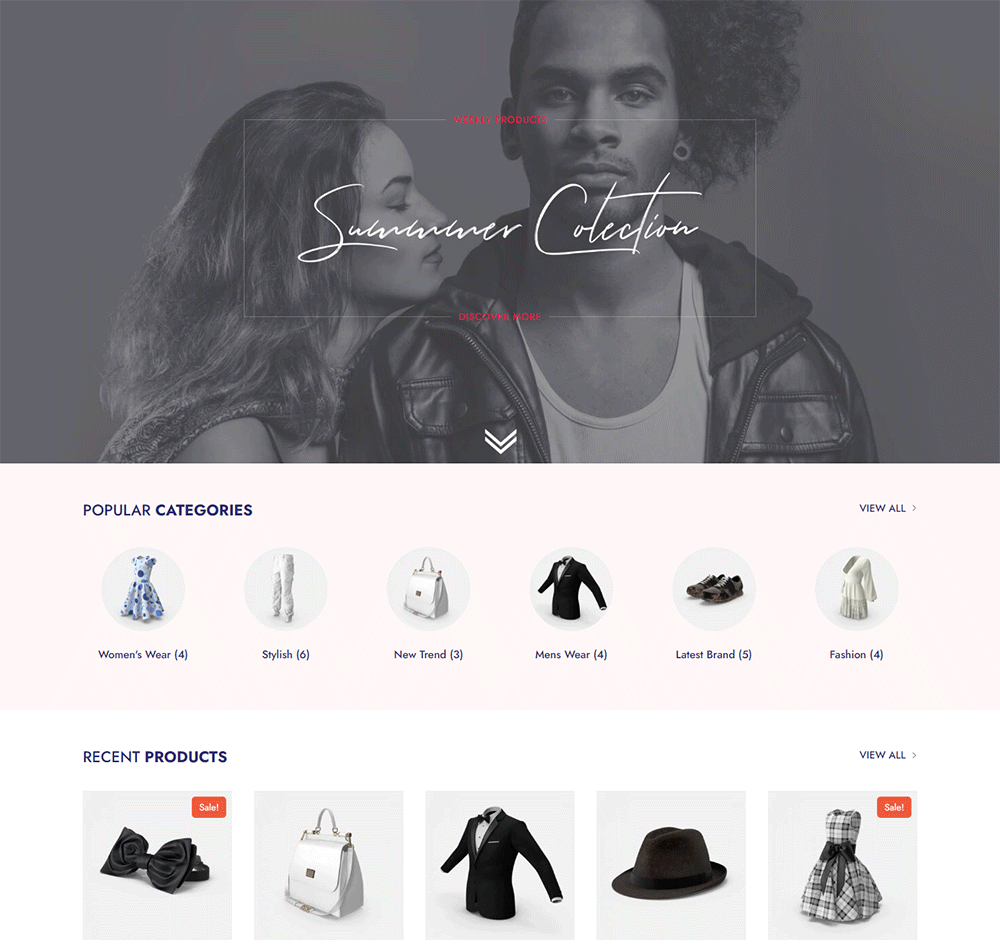 WEEKLY PRODUCTS
Summmer Colection
DISCOVER MORE
POPULAR CATEGORIES
VIEW ALL
Women's Wear (4)
Stylish (6)
New Trend (3)
Mens Wear (4)
Latest Brand (5)
Fashion (4)
RECENT PRODUCTS
VIEW ALL
Sale!
Sale!